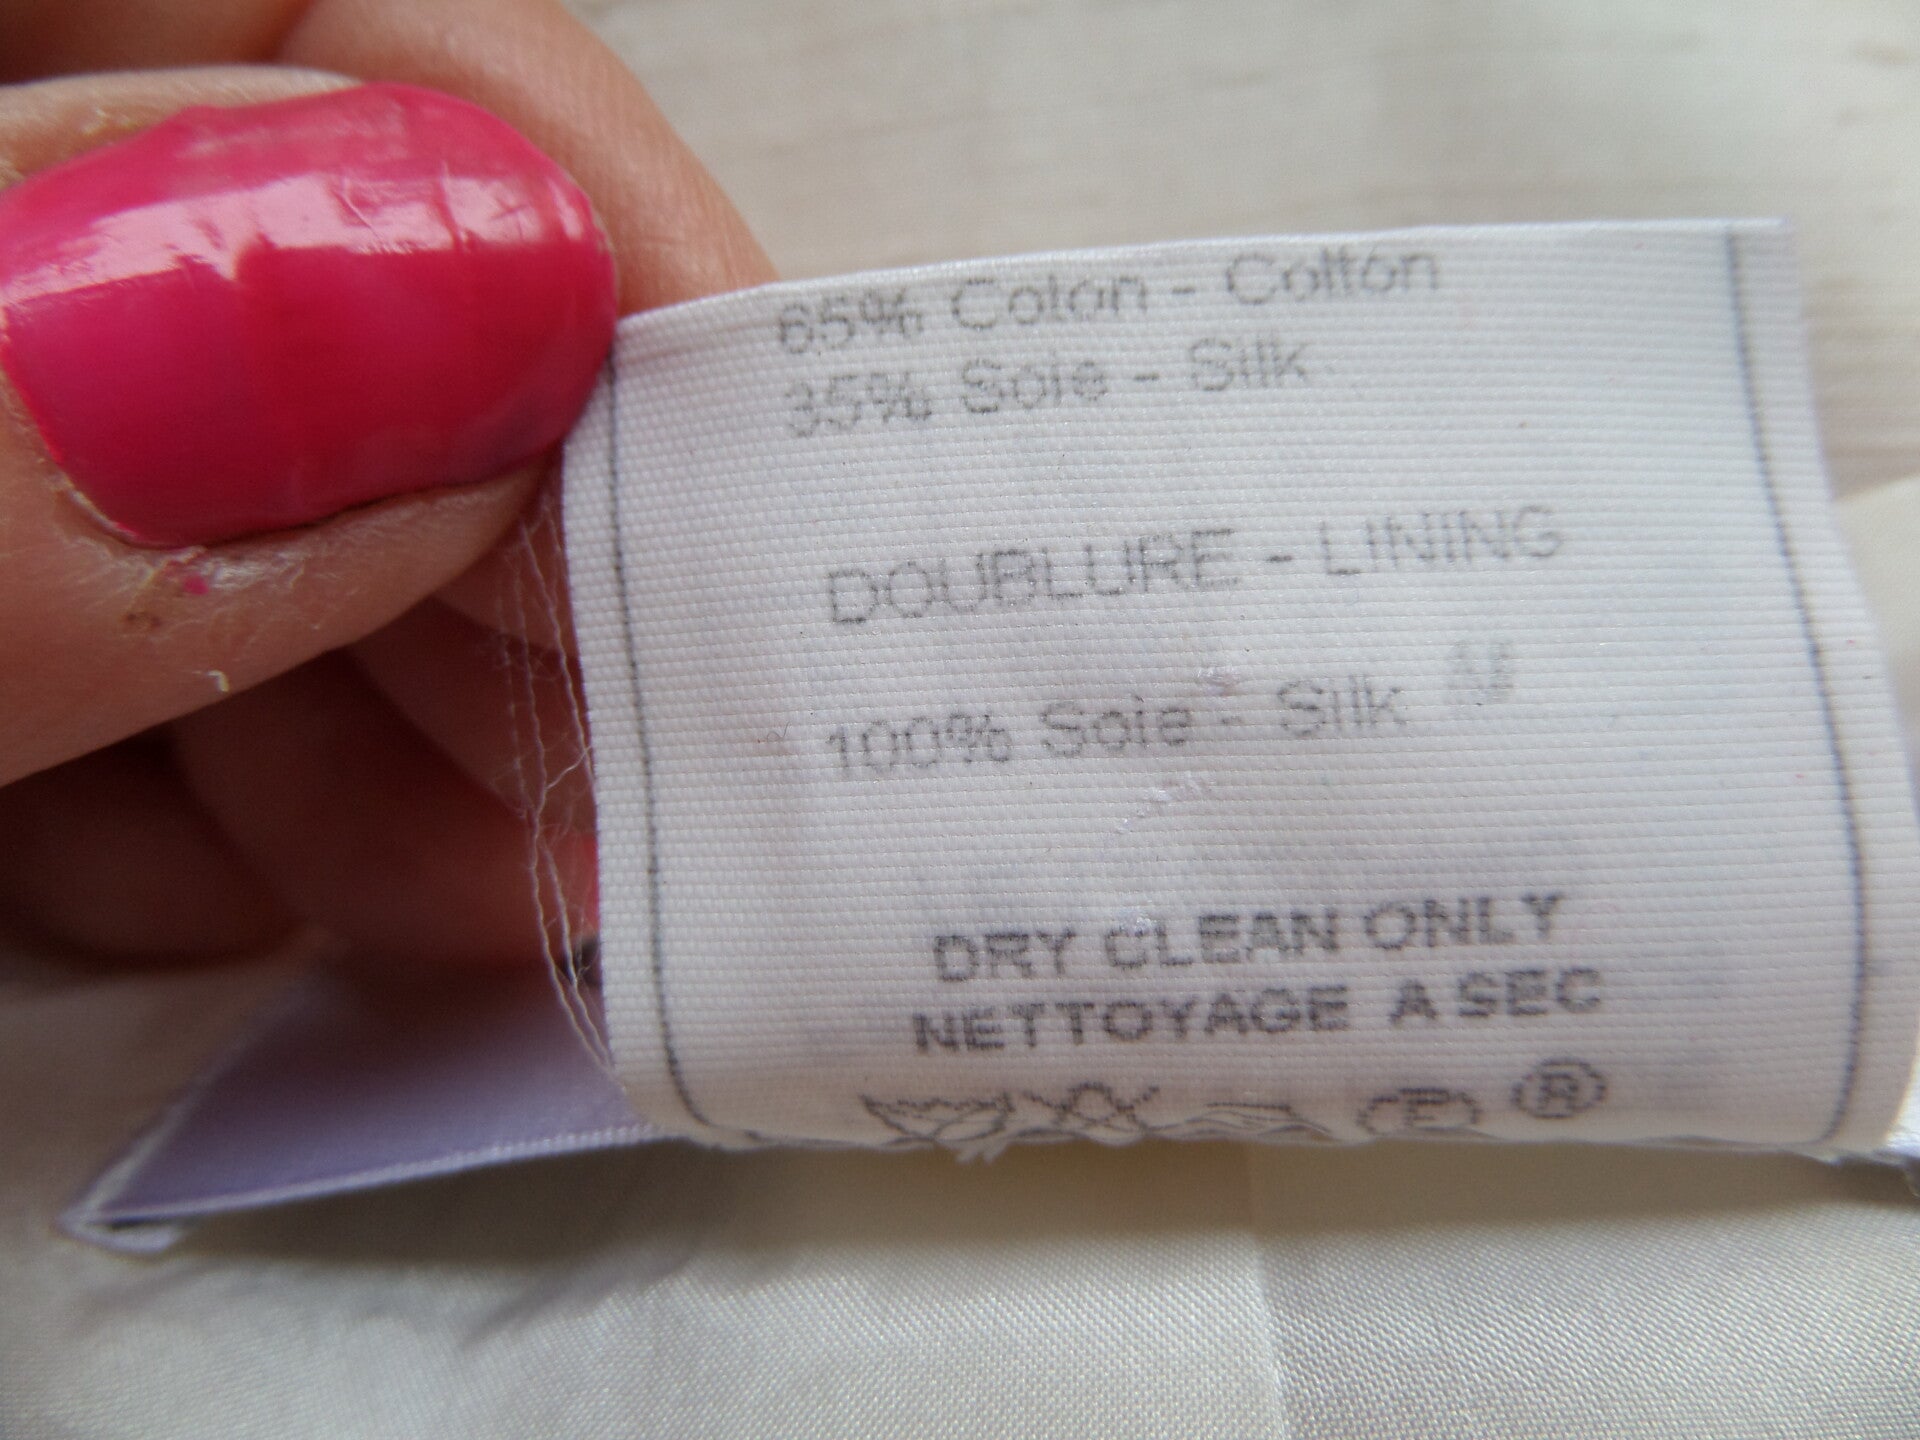 65% Coton - Cotton
35% Soie - Silk
DOUBLURE - LINING
100% Soie - Silk
DRY CLEAN ONLY
NETTOYAGE A SEC
P ®